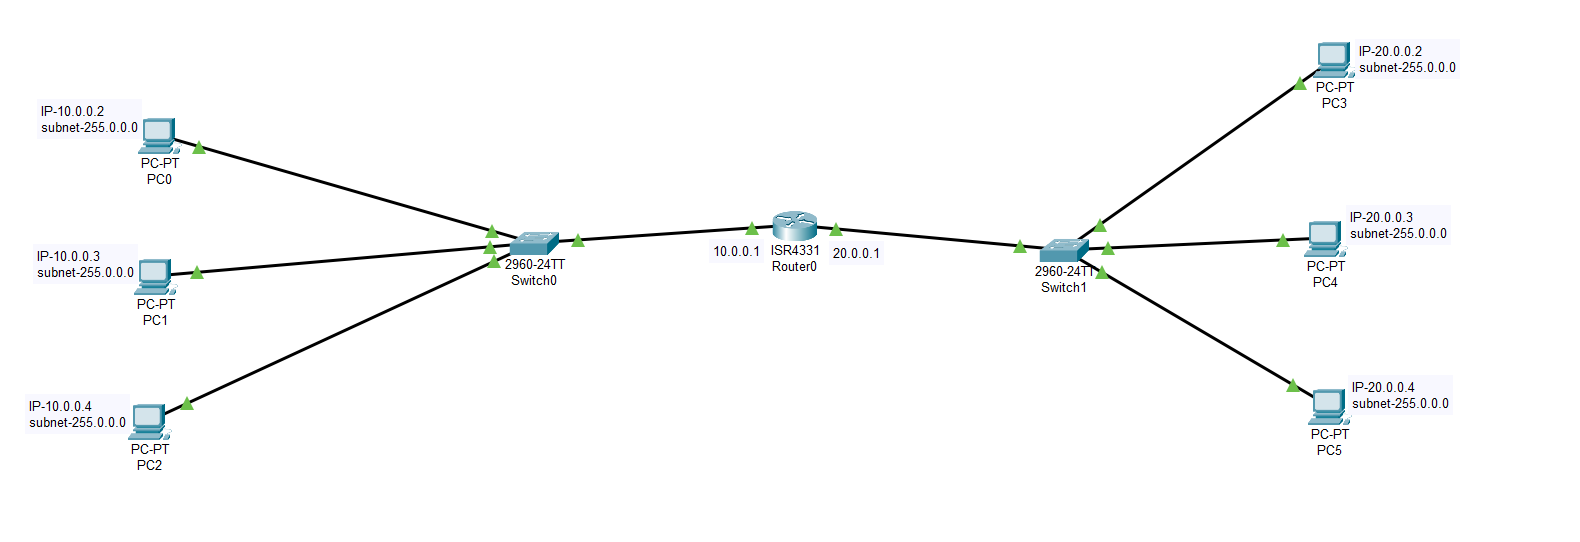 IP-10.0.0.2
subnet-255.0.0.0
PC-PT
PC0
IP-10.0.0.3
subnet-255.0.0.0
PC-PT
PC1
IP-10.0.0.4
subnet-255.0.0.0
PC-PT
PC2
2960-24TT
Switch0
10.0.0.1
ISR4331
Router0
20.0.0.1
2960-24TT
Switch1
IP-20.0.0.2
subnet-255.0.0.0
PC-PT
PC3
IP-20.0.0.3
subnet-255.0.0.0
PC-PT
PC4
IP-20.0.0.4
subnet-255.0.0.0
PC-PT
PC5